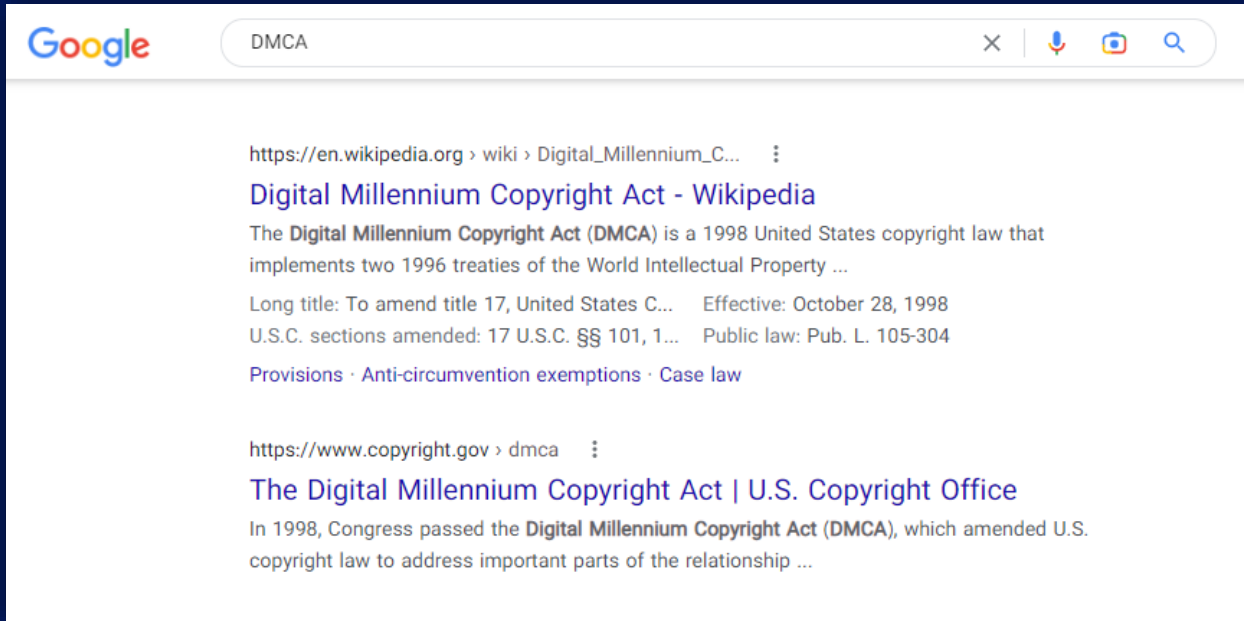 Google
DMCA
https://en.wikipedia.org › wiki › Digital_Millennium_C...
Digital Millennium Copyright Act - Wikipedia
The Digital Millennium Copyright Act (DMCA) is a 1998 United States copyright law that
implements two 1996 treaties of the World Intellectual Property ...
Long title: To amend title 17, United States C... Effective: October 28, 1998
U.S.C. sections amended: 17 U.S.C. §§ 101, 1... Public law: Pub. L. 105-304
Provisions · Anti-circumvention exemptions · Case law
https://www.copyright.gov › dmca
The Digital Millennium Copyright Act | U.S. Copyright Office
In 1998, Congress passed the Digital Millennium Copyright Act (DMCA), which amended U.S.
copyright law to address important parts of the relationship ...